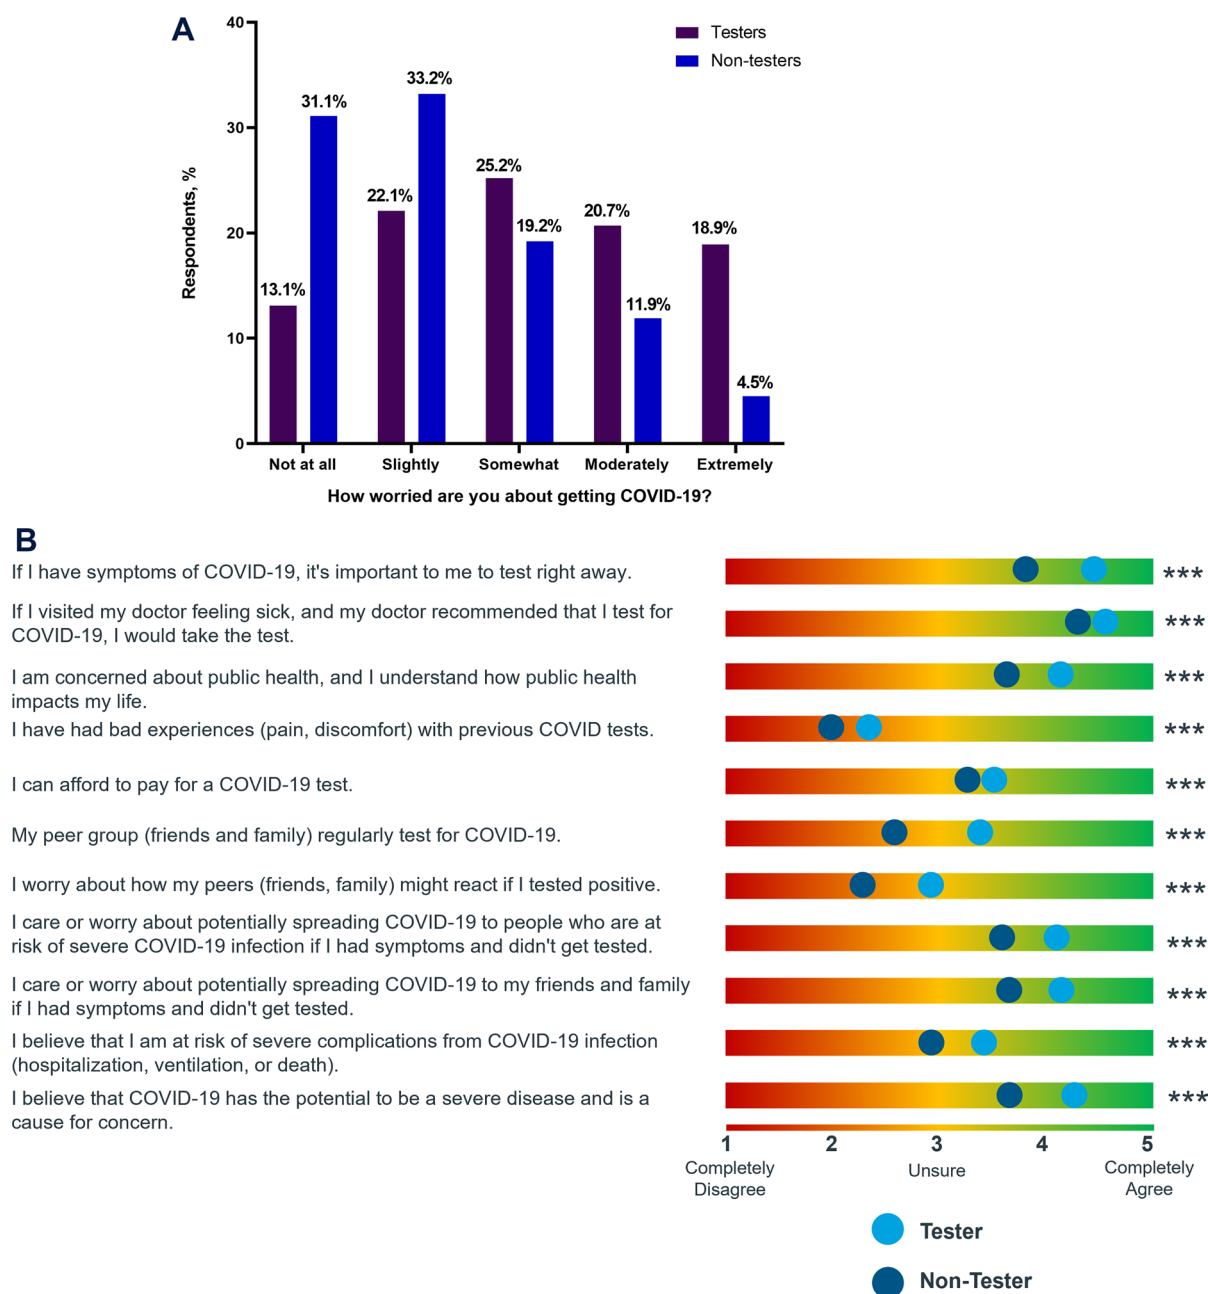 A
40
30
20
10
0
Respondents, %
Testers
Non-testers
13.1%
31.1%
22.1%
33.2%
25.2%
19.2%
20.7%
11.9%
18.9%
4.5%
Not at all
Slightly
Somewhat
Moderately
Extremely
How worried are you about getting COVID-19?
B
If I have symptoms of COVID-19, it's important to me to test right away.
***
If I visited my doctor feeling sick, and my doctor recommended that I test for
COVID-19, I would take the test.
***
I am concerned about public health, and I understand how public health
impacts my life.
***
I have had bad experiences (pain, discomfort) with previous COVID tests.
***
I can afford to pay for a COVID-19 test.
***
My peer group (friends and family) regularly test for COVID-19.
***
I worry about how my peers (friends, family) might react if I tested positive.
***
I care or worry about potentially spreading COVID-19 to people who are at
risk of severe COVID-19 infection if I had symptoms and didn't get tested.
***
I care or worry about potentially spreading COVID-19 to my friends and family
if I had symptoms and didn't get tested.
***
I believe that I am at risk of severe complications from COVID-19 infection
(hospitalization, ventilation, or death).
***
I believe that COVID-19 has the potential to be a severe disease and is a
cause for concern.
***
1
2
3
4
5
Completely
Disagree
Unsure
Completely
Agree
Tester
Non-Tester